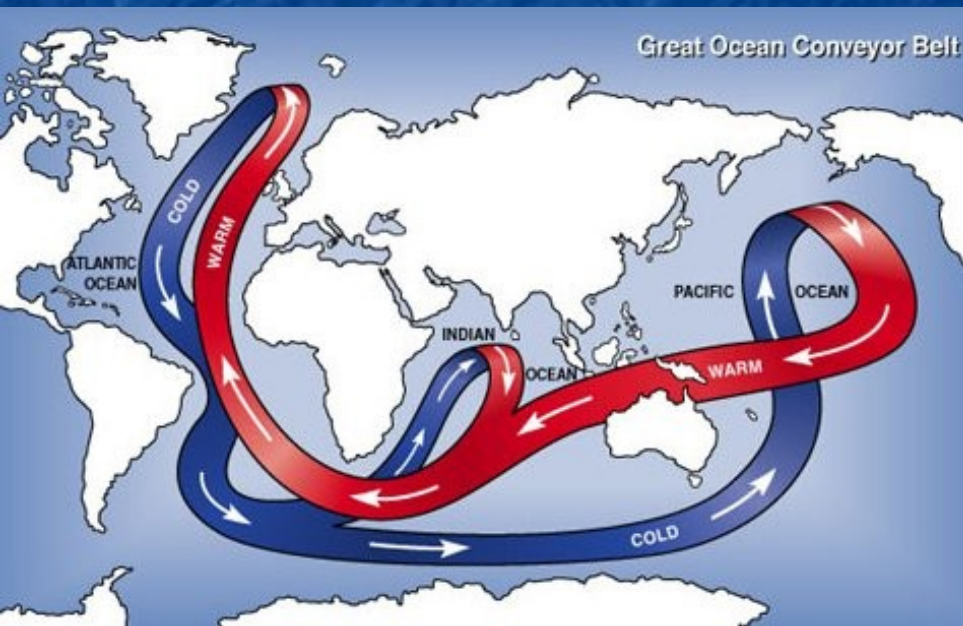 Great Ocean Conveyor Belt
COLD
WARM
ATLANTIC
OCEAN
INDIAN
OCEAN
PACIFIC
OCEAN
WARM
COLD